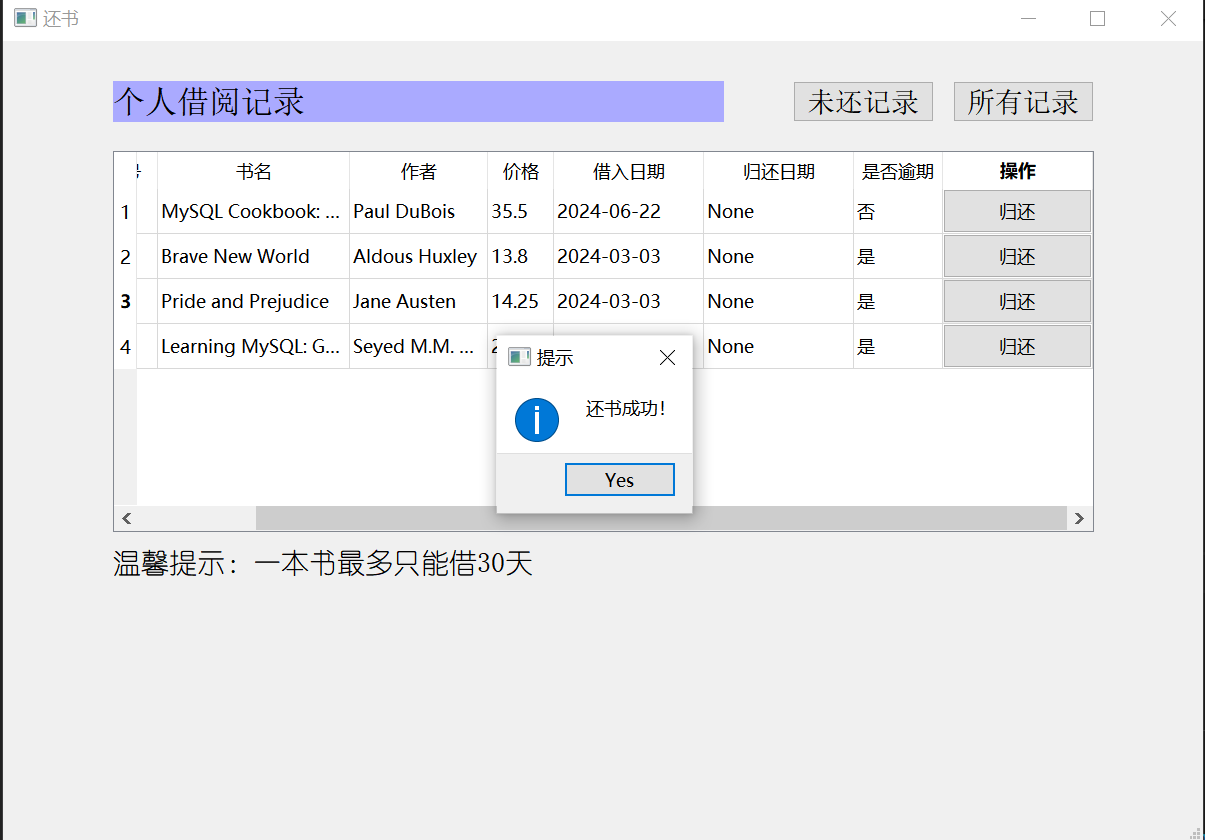 还书
个人借阅记录 未还记录 所有记录
书名 作者 价格 借入日期 归还日期 是否逾期 操作
1 MySQL Cookbook: ... Paul DuBois 35.5 2024-06-22 None 否 归还
2 Brave New World Aldous Huxley 13.8 2024-03-03 None 是 归还
3 Pride and Prejudice Jane Austen 14.25 2024-03-03 None 是 归还
4 Learning MySQL: G... Seyed M.M. ... None 是 归还
提示
还书成功!
Yes
温馨提示：一本书最多只能借30天